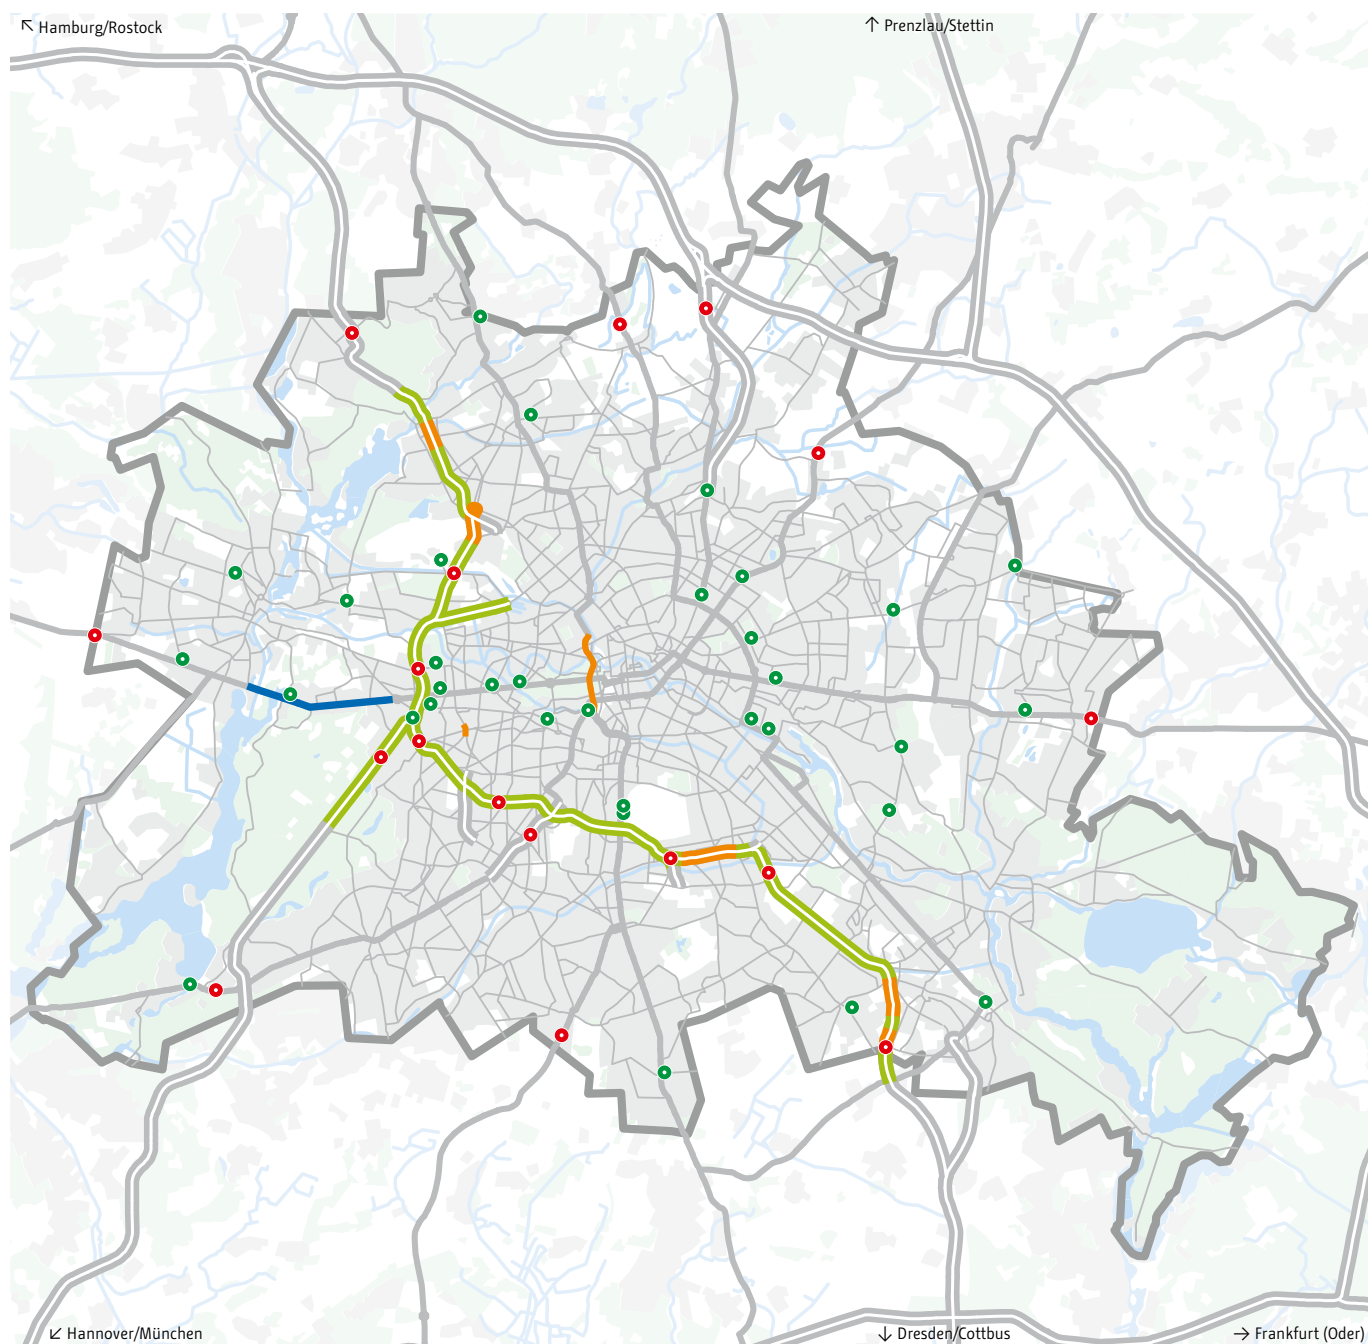 ↖ Hamburg/Rostock
↑ Prenzlau/Stettin
↙ Hannover/München
↓ Dresden/Cottbus
→ Frankfurt (Oder)